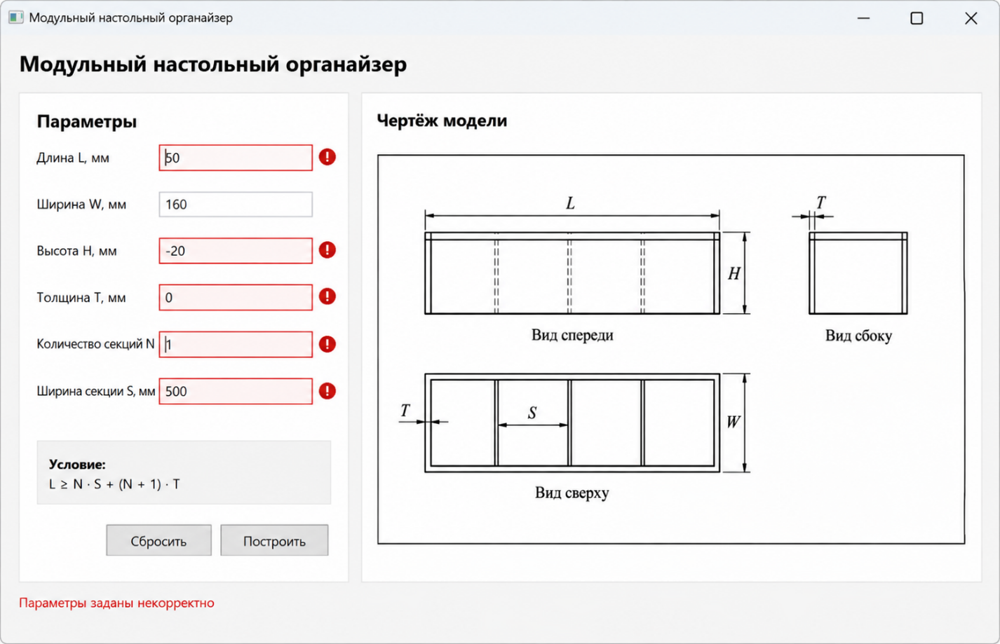 Модульный настольный органайзер
Модульный настольный органайзер
Параметры
Длина L, мм 50
Ширина W, мм 160
Высота H, мм -20
Толщина T, мм 0
Количество секций N 1
Ширина секции S, мм 500
Условие:
L ≥ N · S + (N + 1) · T
Сбросить Построить
Чертёж модели
L
T
H
Вид спереди
Вид сбоку
T
S
W
Вид сверху
Параметры заданы некорректно